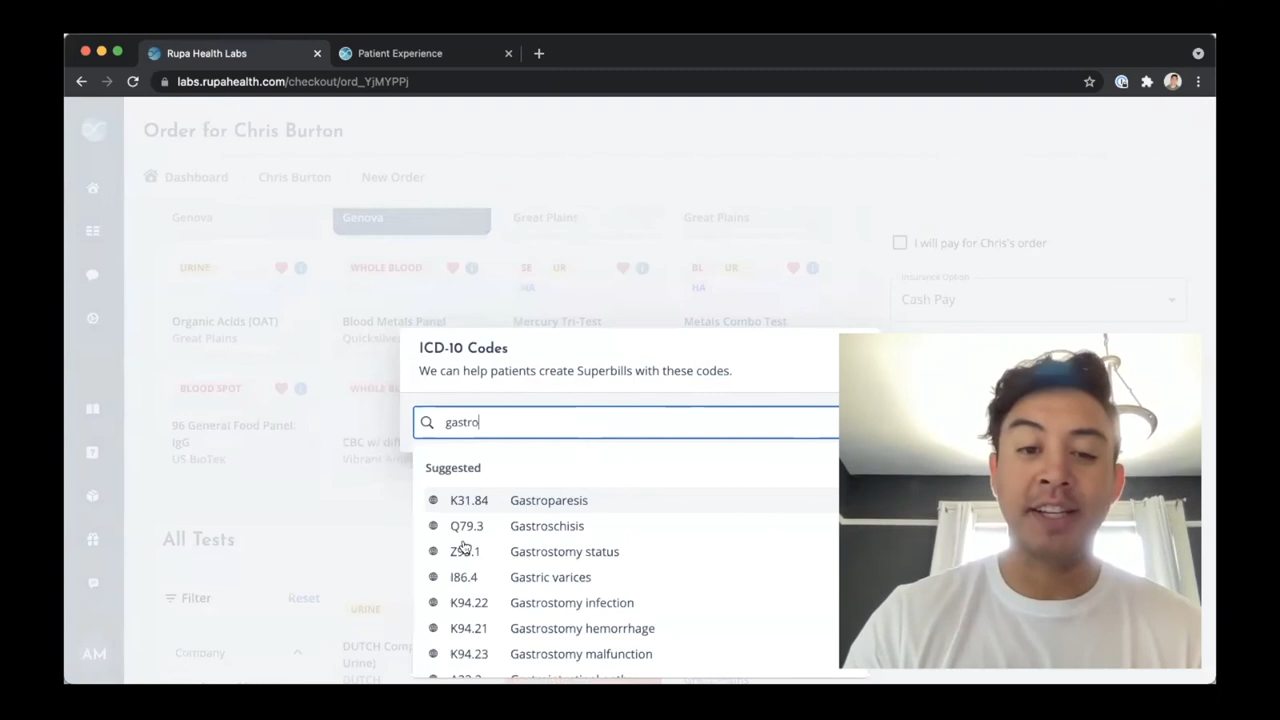 Rupa Health Labs
Patient Experience
labs.rupahealth.com/checkout/ord_YjMYPPj
Order for Chris Burton
Dashboard
Chris Burton
New Order
Genova
Genova
Great Plains
Great Plains
I will pay for Chris's order
URINE
WHOLE BLOOD
SE
UR
BL
UR
HA
HA
Insurance Option
Cash Pay
Organic Acids (OAT)
Great Plains
Blood Metals Panel
Mercury Tri-Test
Metals Combo Test
ICD-10 Codes
We can help patients create Superbills with these codes.
BLOOD SPOT
gastro
96 General Food Panel:
IgG
US BioTek
Suggested
K31.84 Gastroparesis
Q79.3 Gastroschisis
Gastrostomy status
I86.4 Gastric varices
K94.22 Gastrostomy infection
K94.21 Gastrostomy hemorrhage
K94.23 Gastrostomy malfunction
All Tests
Filter
Reset
URINE
Company
Urine)
DUTCH
AM